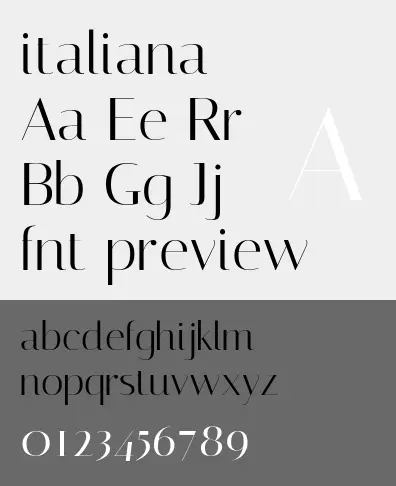 italiana
Aa Ee Rr
A
Bb Gg Jj
fnt preview
abcdefghijklm
nopqrstuvwxyz
0123456789